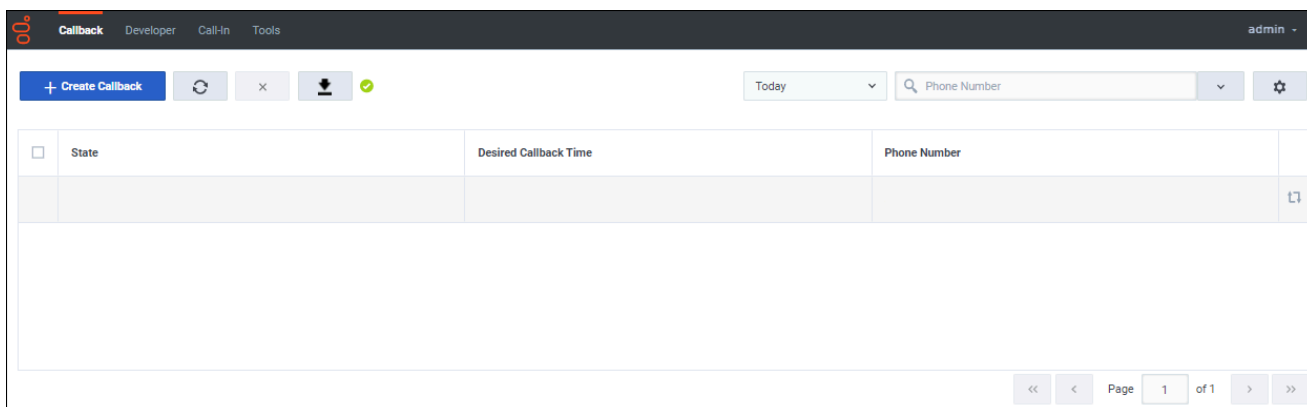 Callback Developer Call-In Tools admin
+ Create Callback Today Phone Number
State Desired Callback Time Phone Number
Page 1 of 1